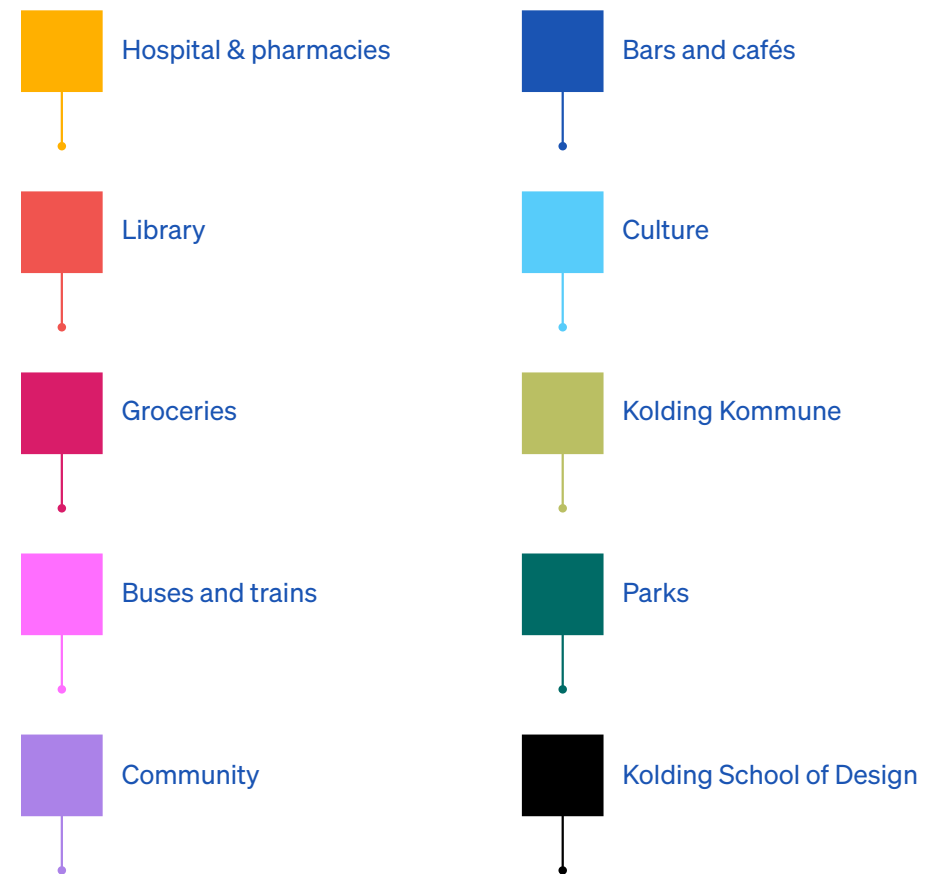 Hospital & pharmacies
Bars and cafés
Library
Culture
Groceries
Kolding Kommune
Buses and trains
Parks
Community
Kolding School of Design